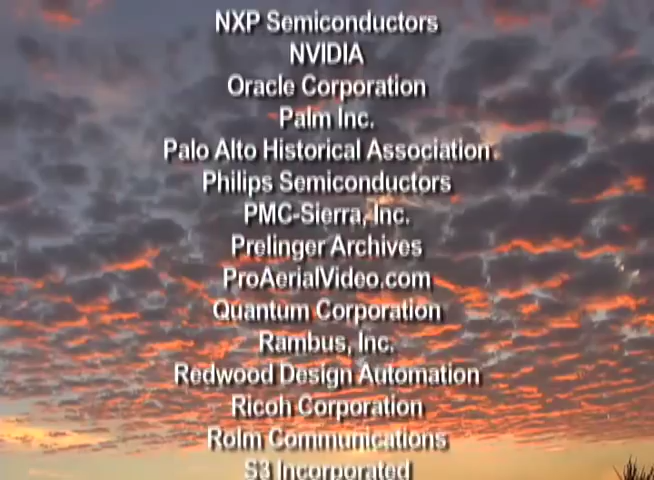 NXP Semiconductors
NVIDIA
Oracle Corporation
Palm Inc.
Palo Alto Historical Association
Philips Semiconductors
PMC-Sierra, Inc.
Prelinger Archives
ProAerialVideo.com
Quantum Corporation
Rambus, Inc.
Redwood Design Automation
Ricoh Corporation
Rolm Communications
S3 Incorporated